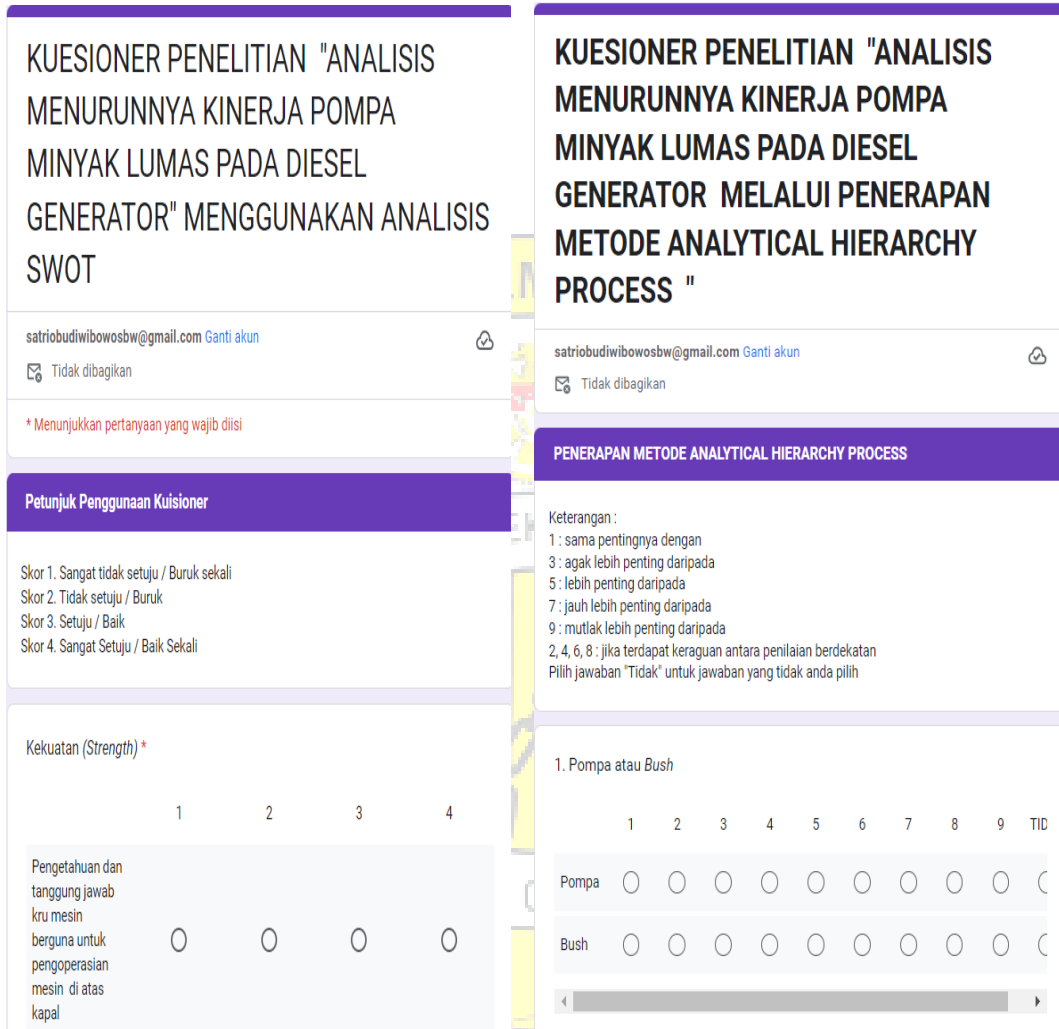 KUESIONER PENELITIAN "ANALISIS
MENURUNNYA KINERJA POMPA
MINYAK LUMAS PADA DIESEL
GENERATOR" MENGGUNAKAN ANALISIS
SWOT
satriobudiwibowosbw@gmail.com Ganti akun
Tidak dibagikan
* Menunjukkan pertanyaan yang wajib diisi
Petunjuk Penggunaan Kuisioner
Skor 1. Sangat tidak setuju / Buruk sekali
Skor 2. Tidak setuju / Buruk
Skor 3. Setuju / Baik
Skor 4. Sangat Setuju / Baik Sekali
Kekuatan (Strength) *
1 2 3 4
Pengetahuan dan
tanggung jawab
kru mesin
berguna untuk
pengoperasian
mesin di atas
kapal
KUESIONER PENELITIAN "ANALISIS
MENURUNNYA KINERJA POMPA
MINYAK LUMAS PADA DIESEL
GENERATOR MELALUI PENERAPAN
METODE ANALYTICAL HIERARCHY
PROCESS "
satriobudiwibowosbw@gmail.com Ganti akun
Tidak dibagikan
PENERAPAN METODE ANALYTICAL HIERARCHY PROCESS
Keterangan :
1 : sama pentingnya dengan
3 : agak lebih penting daripada
5 : lebih penting daripada
7 : jauh lebih penting daripada
9 : mutlak lebih penting daripada
2, 4, 6, 8 : jika terdapat keraguan antara penilaian berdekatan
Pilih jawaban "Tidak" untuk jawaban yang tidak anda pilih
1. Pompa atau Bush
1 2 3 4 5 6 7 8 9 TID
Pompa
Bush